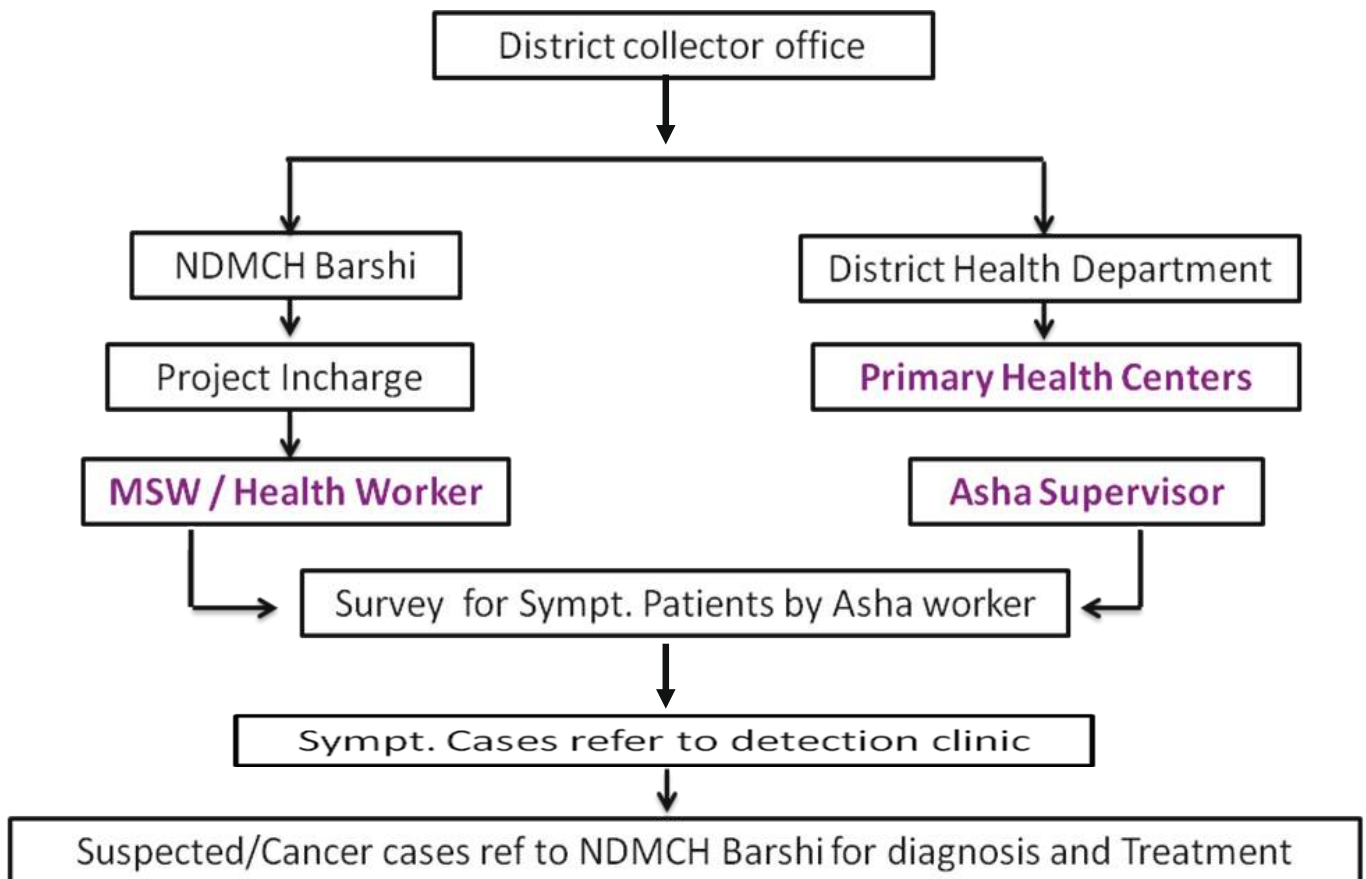 District collector office
NDMCH Barshi
District Health Department
Project Incharge
Primary Health Centers
MSW / Health Worker
Asha Supervisor
Survey for Sympt. Patients by Asha worker
Sympt. Cases refer to detection clinic
Suspected/Cancer cases ref to NDMCH Barshi for diagnosis and Treatment